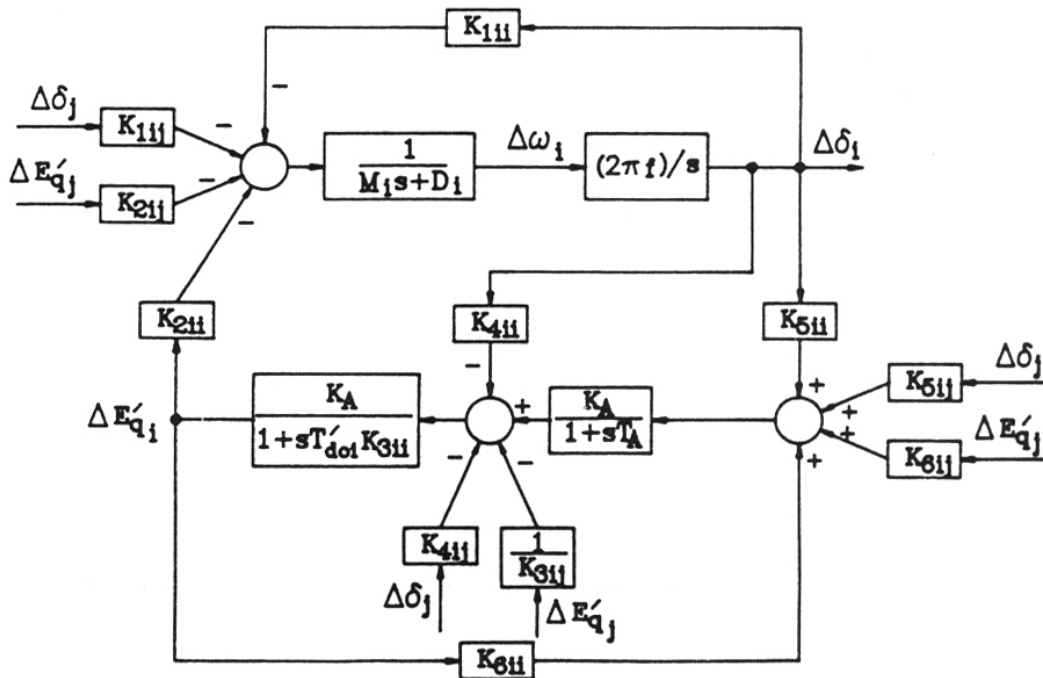 K1ii
−
Δδj
K1ij
−
ΔE′qj
K2ij
−
−
1
Mis+Di
Δωi
(2πf)/s
Δδi
K2ii
K4ii
K5ii
−
+
Δδj
K5ij
+
+
ΔE′qj
K6ij
+
ΔE′qi
KA
1+sT′doiK3ii
+
KA
1+sTA
−
−
K4ij
Δδj
1
K3ij
ΔE′qj
K6ii